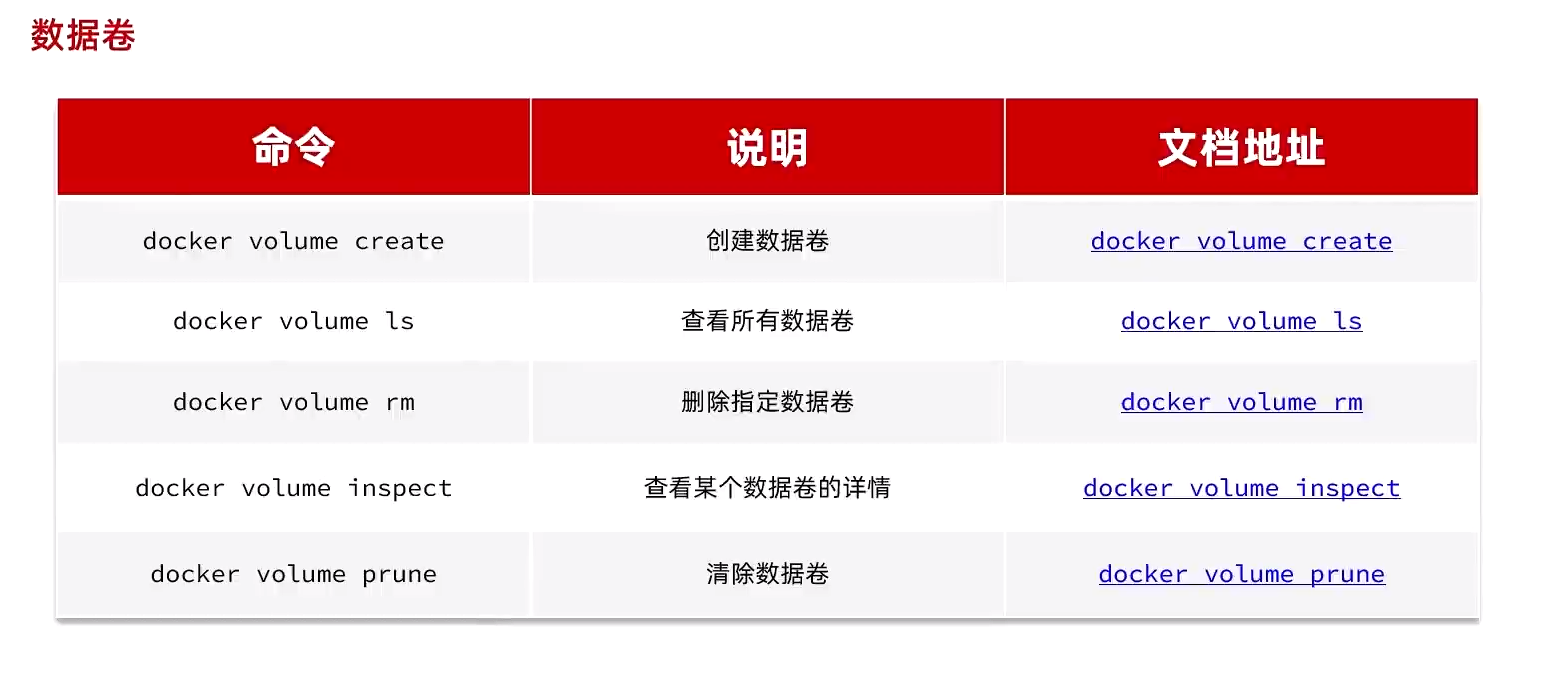 数据卷
命令 说明 文档地址
docker volume create 创建数据卷 docker volume create
docker volume ls 查看所有数据卷 docker volume ls
docker volume rm 删除指定数据卷 docker volume rm
docker volume inspect 查看某个数据卷的详情 docker volume inspect
docker volume prune 清除数据卷 docker volume prune